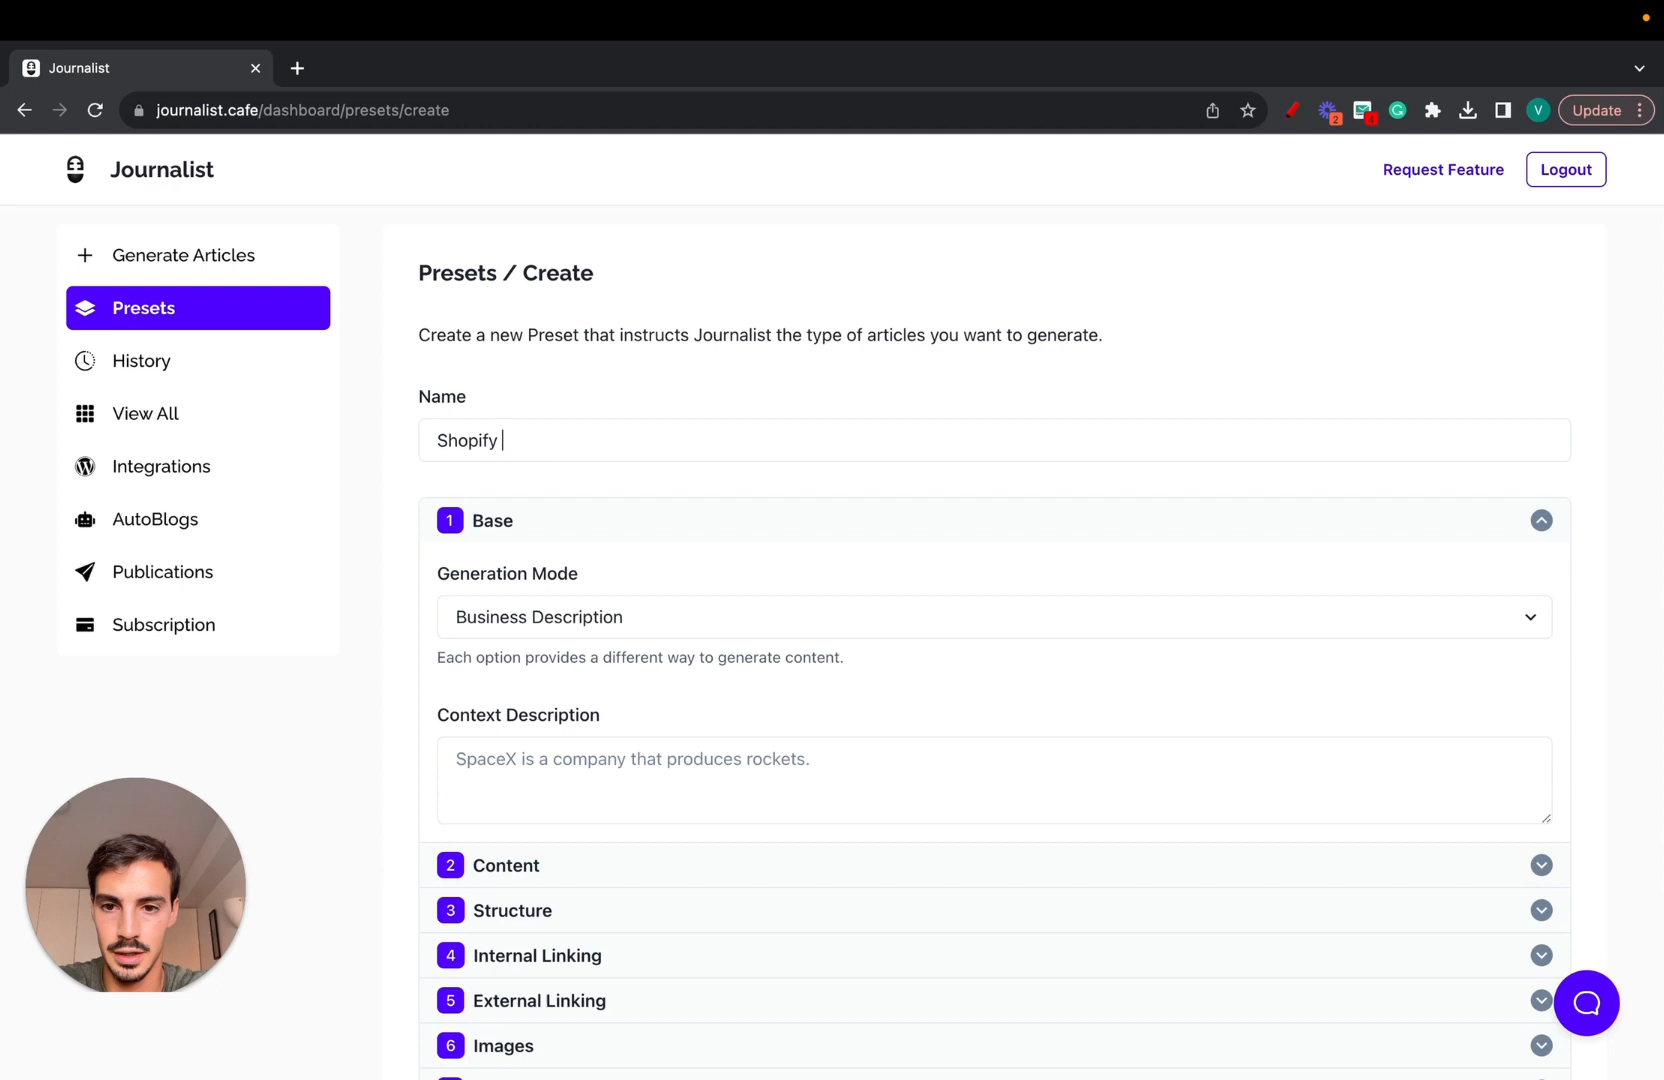 Journalist
journalist.cafe/dashboard/presets/create
2
4
V
Update
Journalist
Request Feature
Logout
Generate Articles
Presets
History
View All
Integrations
AutoBlogs
Publications
Subscription
Presets / Create
Create a new Preset that instructs Journalist the type of articles you want to generate.
Name
Shopify
1 Base
Generation Mode
Business Description
Each option provides a different way to generate content.
Context Description
SpaceX is a company that produces rockets.
2 Content
3 Structure
4 Internal Linking
5 External Linking
6 Images